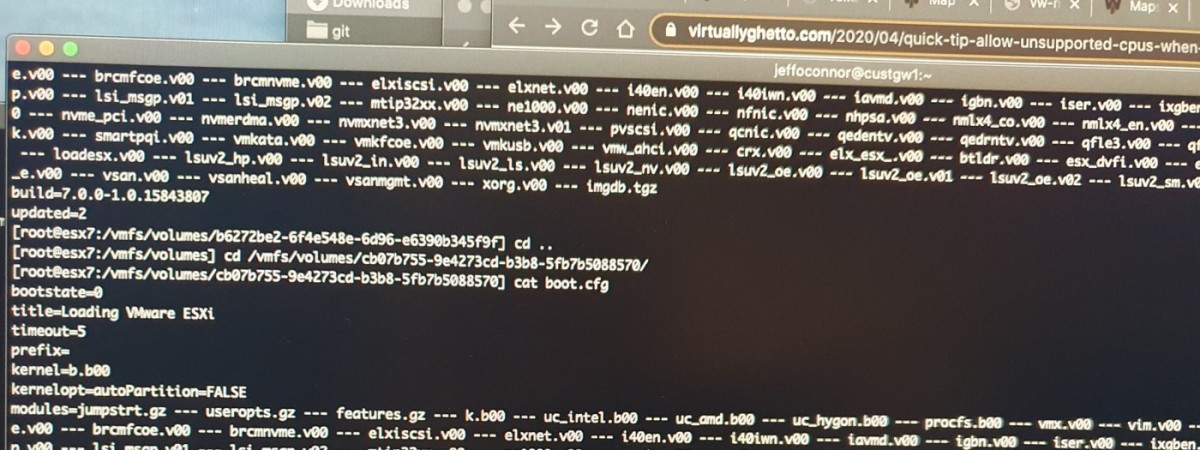 Downloads
git
Map
VW-r
Map
virtuallyghetto.com/2020/04/quick-tip-allow-unsupported-cpus-when-
jeffoconnor@custgw1:~
e.v00 --- brcmfcoe.v00 --- brcmnvme.v00 --- elxiscsi.v00 --- elxnet.v00 --- i40en.v00 --- i40iwn.v00 --- iavmd.v00 --- igbn.v00 --- iser.v00 --- ixgben
p.v00 --- lsi_msgp.v01 --- lsi_msgp.v02 --- mtip32xx.v00 --- ne1000.v00 --- nenic.v00 --- nfnic.v00 --- nhpsa.v00 --- nmlx4_co.v00 --- nmlx4_en.v00 ---
0 --- nvme_pci.v00 --- nvmerdma.v00 --- nvmxnet3.v00 --- nvmxnet3.v01 --- pvscsi.v00 --- qcnic.v00 --- qedentv.v00 --- qedrntv.v00 --- qfle3.v00 --- qf
k.v00 --- smartpqi.v00 --- vmkata.v00 --- vmkfcoe.v00 --- vmkusb.v00 --- vmw_ahci.v00 --- crx.v00 --- elx_esx_.v00 --- btldr.v00 --- esx_dvfi.v00 ---
--- loadesx.v00 --- lsuv2_hp.v00 --- lsuv2_in.v00 --- lsuv2_ls.v00 --- lsuv2_nv.v00 --- lsuv2_oe.v00 --- lsuv2_oe.v01 --- lsuv2_oe.v02 --- lsuv2_sm.v0
_e.v00 --- vsan.v00 --- vsanheal.v00 --- vsanmgmt.v00 --- xorg.v00 --- imgdb.tgz
build=7.0.0-1.0.15843807
updated=2
[root@esx7:/vmfs/volumes/b6272be2-6f4e548e-6d96-e6390b345f9f] cd ..
[root@esx7:/vmfs/volumes] cd /vmfs/volumes/cb07b755-9e4273cd-b3b8-5fb7b5088570/
[root@esx7:/vmfs/volumes/cb07b755-9e4273cd-b3b8-5fb7b5088570] cat boot.cfg
bootstate=0
title=Loading VMware ESXi
timeout=5
prefix=
kernel=b.b00
kernelopt=autoPartition=FALSE
modules=jumpstrt.gz --- useropts.gz --- features.gz --- k.b00 --- uc_intel.b00 --- uc_amd.b00 --- uc_hygon.b00 --- procfs.b00 --- vmx.v00 --- vim.v00 ---
e.v00 --- brcmfcoe.v00 --- brcmnvme.v00 --- elxiscsi.v00 --- elxnet.v00 --- i40en.v00 --- i40iwn.v00 --- iavmd.v00 --- igbn.v00 --- iser.v00 --- ixgben.